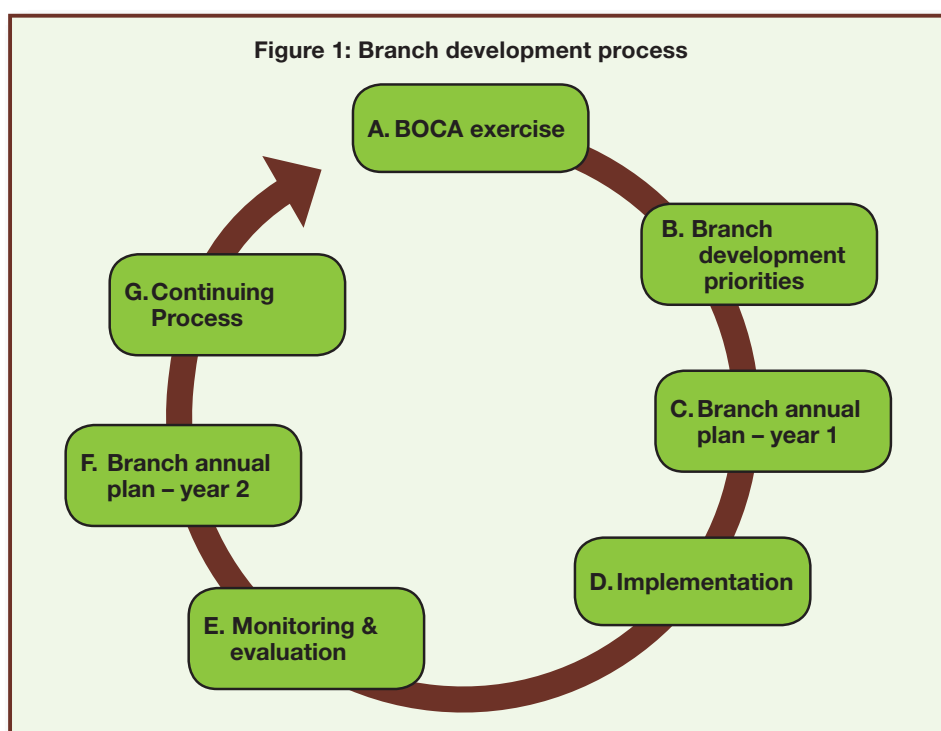 Figure 1: Branch development process
A. BOCA exercise
B. Branch
development
priorities
C. Branch annual
plan – year 1
D. Implementation
E. Monitoring &
evaluation
F. Branch annual
plan – year 2
G. Continuing
Process